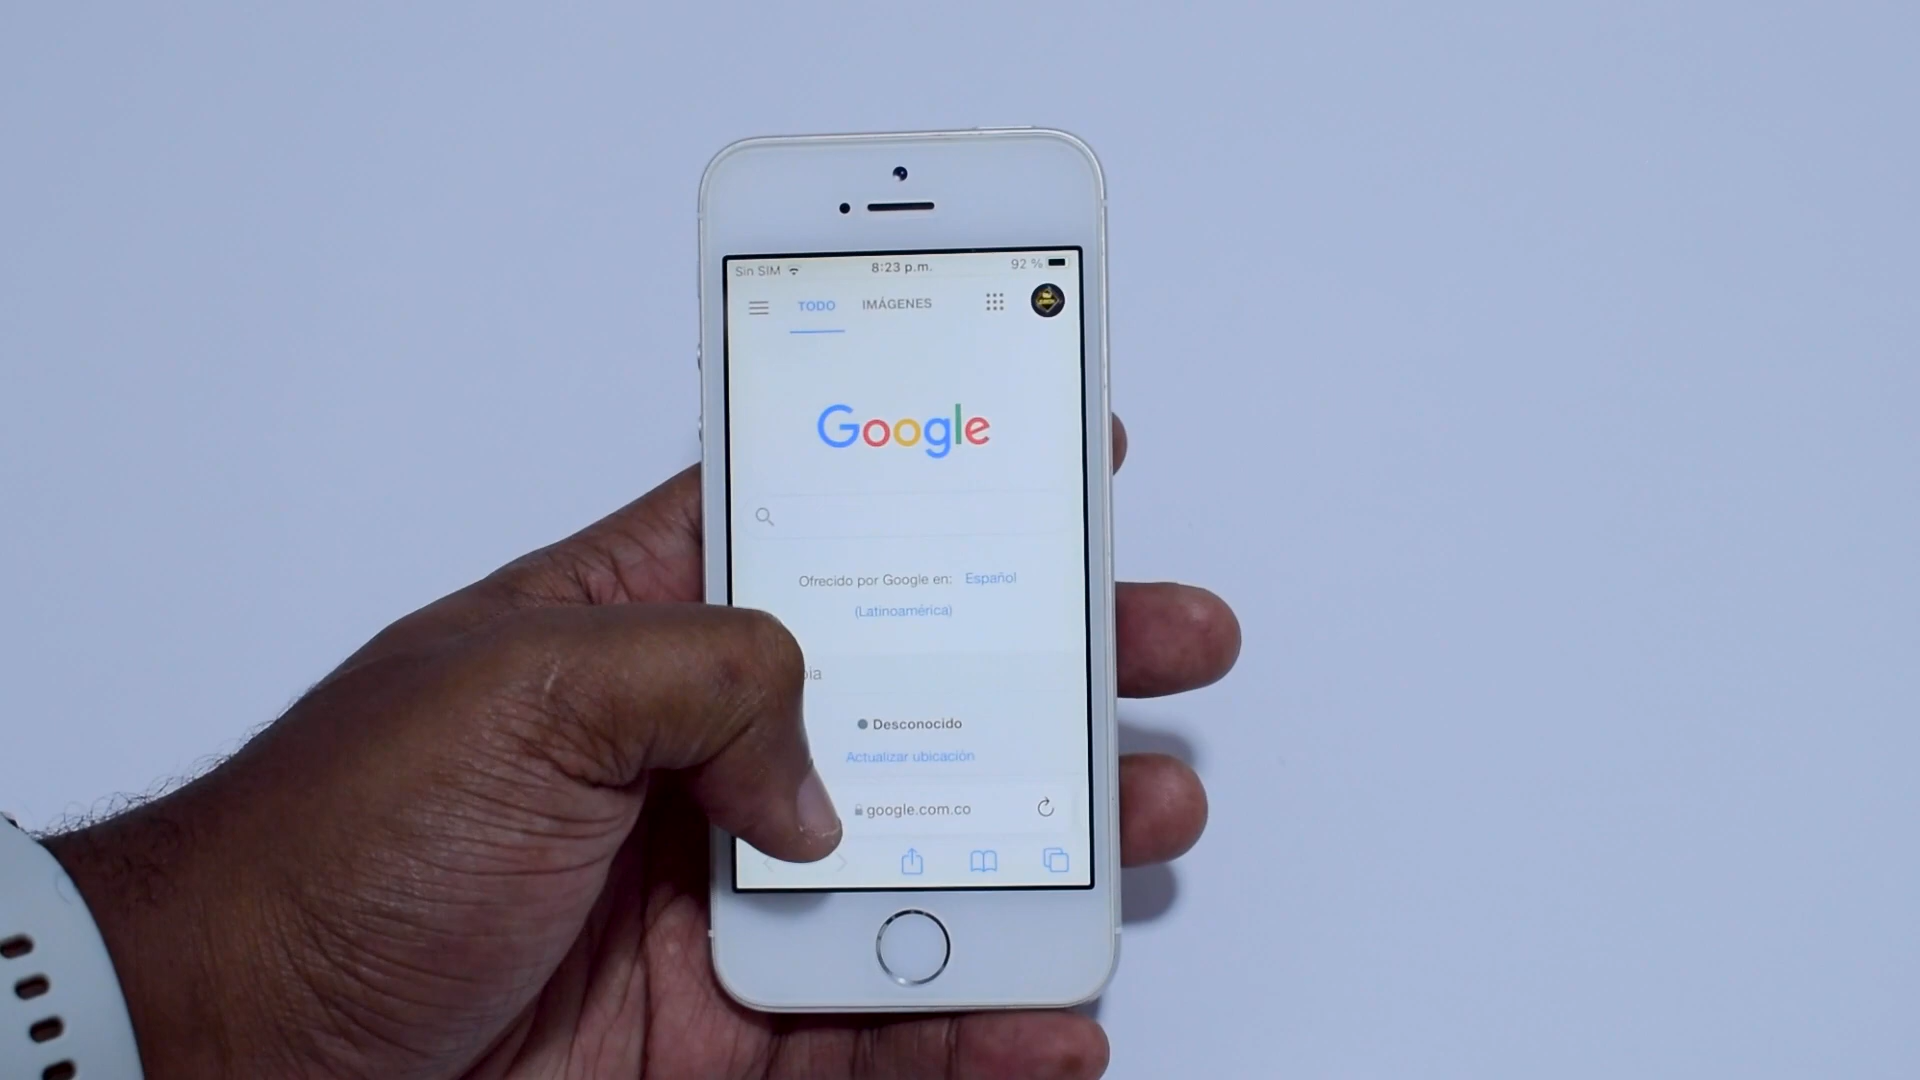 Sin SIM 8:23 p.m. 92 %
TODO IMÁGENES
Google
Ofrecido por Google en: Español
(Latinoamérica)
Desconocido
Actualizar ubicación
google.com.co